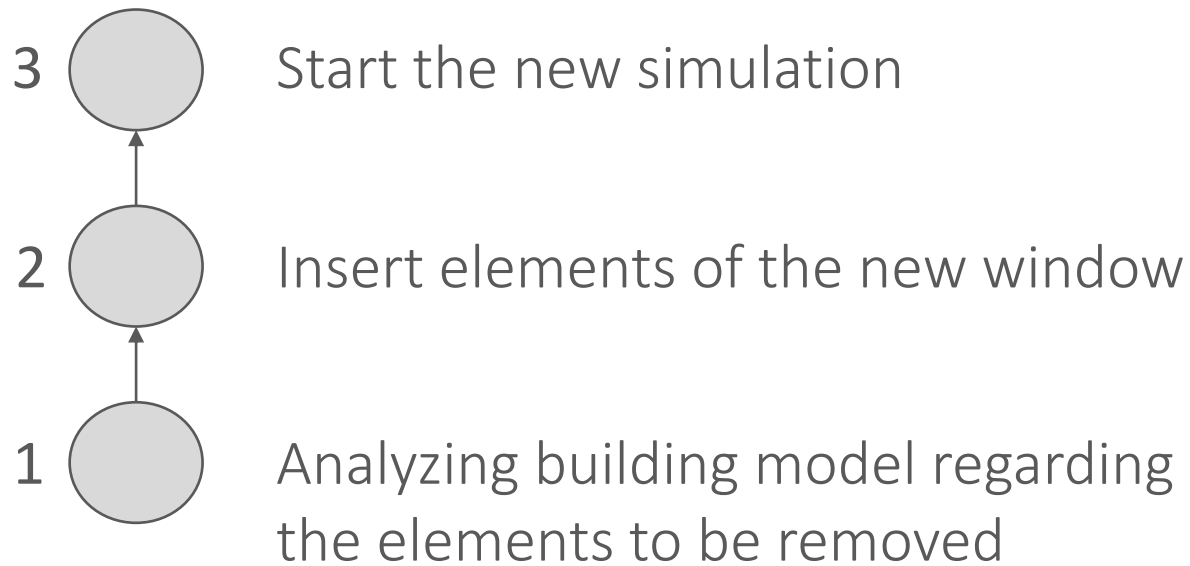 3 Start the new simulation
2 Insert elements of the new window
1 Analyzing building model regarding
the elements to be removed